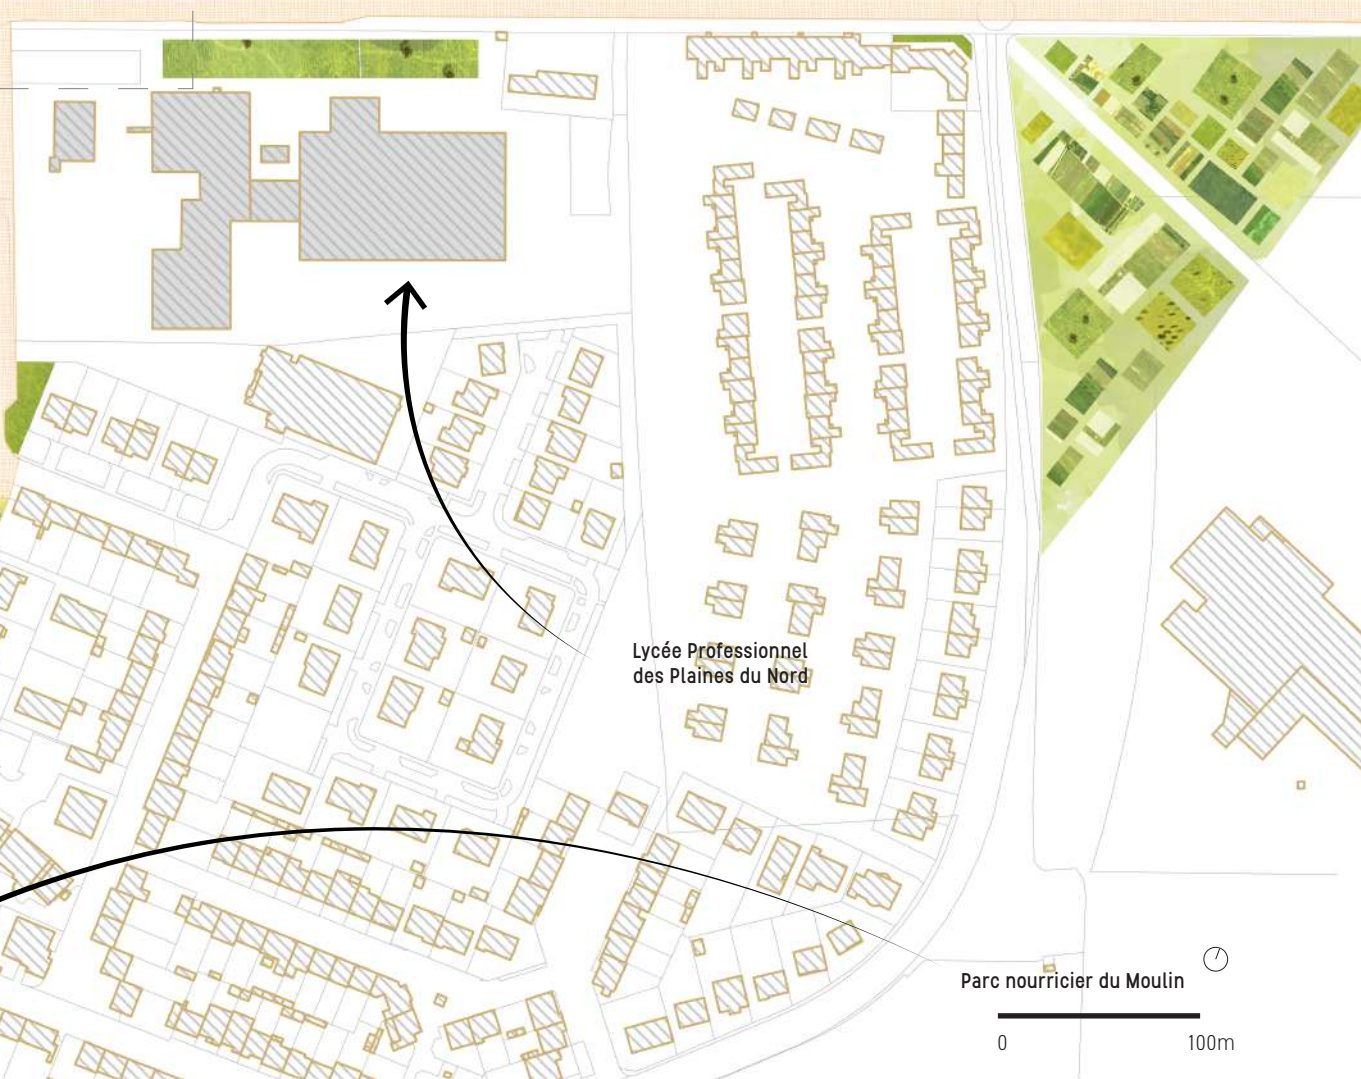 Lycée Professionnel
des Plaines du Nord
Parc nourricier du Moulin
0 100m